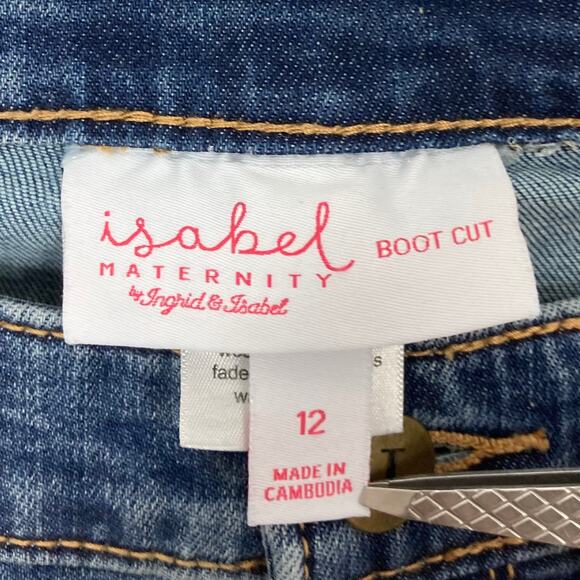 isabel
MATERNITY
by Ingrid & Isabel
BOOT CUT
fade
12
MADE IN
CAMBODIA